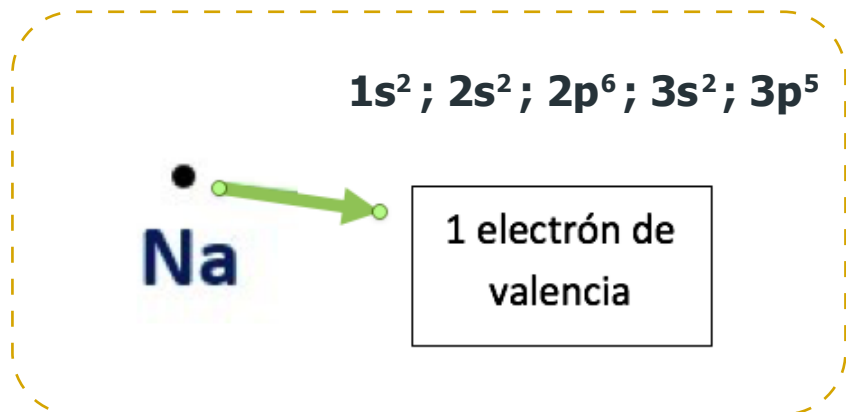 1s² ; 2s² ; 2p⁶ ; 3s² ; 3p⁵
Na
1 electrón de
valencia